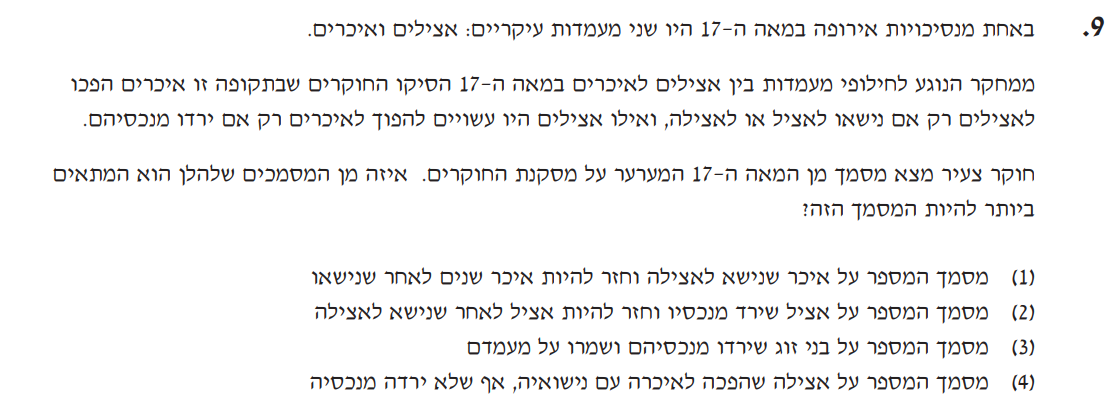 9. באחת מנסיכויות אירופה במאה ה-17 היו שני מעמדות עיקריים: אצילים ואיכרים.
ממחקר הנוגע לחילופי מעמדות בין אצילים לאיכרים במאה ה-17 הסיקו החוקרים שבתקופה זו איכרים הפכו
לאצילים רק אם נישאו לאציל או לאצילה, ואילו אצילים היו עשויים להפוך לאיכרים רק אם ירדו מנכסיהם.
חוקר צעיר מצא מסמך מן המאה ה-17 המערער על מסקנת החוקרים. איזה מן המסמכים שלהלן הוא המתאים
ביותר להיות המסמך הזה?
(1) מסמך המספר על איכר שנישא לאצילה וחזר להיות איכר שנים לאחר שנישאו
(2) מסמך המספר על אציל שירד מנכסיו וחזר להיות אציל לאחר שנישא לאצילה
(3) מסמך המספר על בני זוג שירדו מנכסיהם ושמרו על מעמדם
(4) מסמך המספר על אצילה שהפכה לאיכרה עם נישואיה, אף שלא ירדה מנכסיה